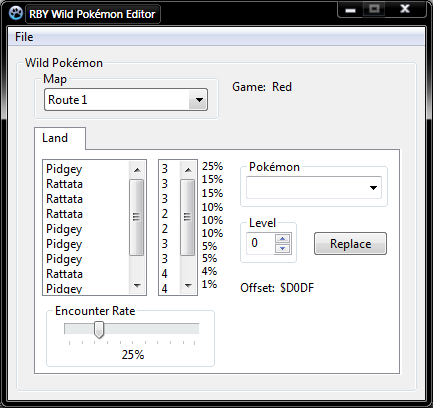 RBY Wild Pokémon Editor
File
Wild Pokémon
Map
Route 1
Game: Red
Land
Pidgey 3 25%
Rattata 3 15%
Rattata 3 15%
Rattata 2 10%
Pidgey 2 10%
Pidgey 3 10%
Pidgey 3 5%
Rattata 4 5%
Pidgey 4 4%
1%
Pokémon
Level
0
Replace
Offset: $D0DF
Encounter Rate
25%